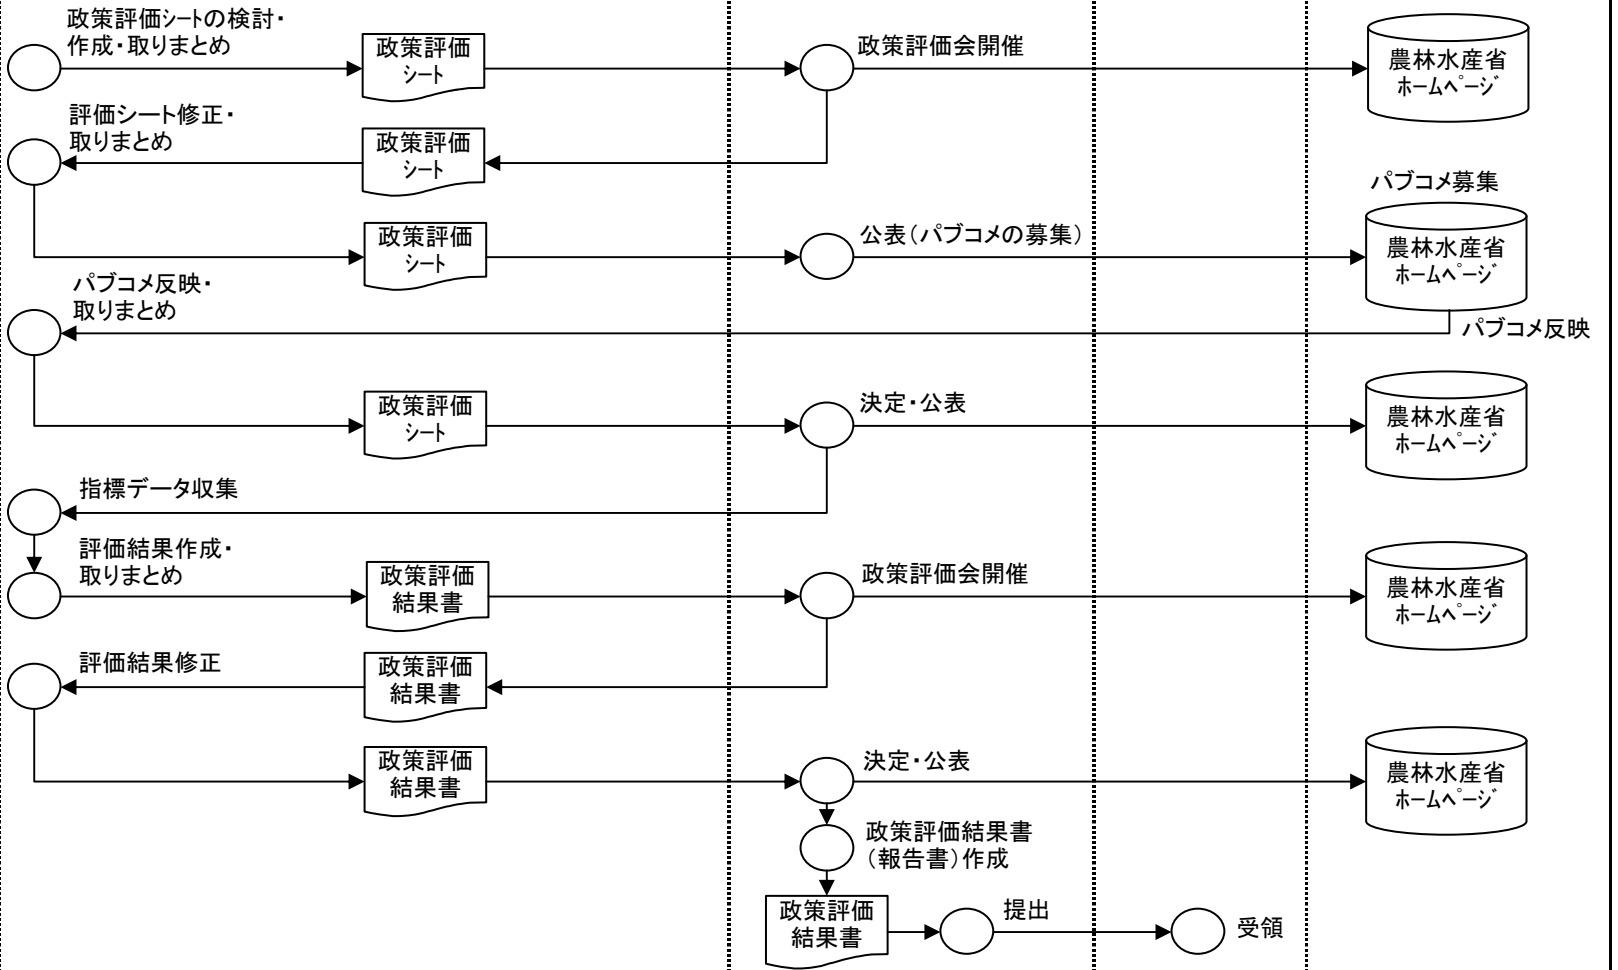 政策評価ｼｰﾄの検討・
作成・取りまとめ
政策評価
ｼｰﾄ
政策評価会開催
農林水産省
ﾎｰﾑﾍﾟｰｼﾞ
評価シート修正・
取りまとめ
政策評価
ｼｰﾄ
パブコメ募集
政策評価
ｼｰﾄ
公表（パブコメの募集）
農林水産省
ﾎｰﾑﾍﾟｰｼﾞ
パブコメ反映・
取りまとめ
パブコメ反映
政策評価
ｼｰﾄ
決定・公表
農林水産省
ﾎｰﾑﾍﾟｰｼﾞ
指標データ収集
評価結果作成・
取りまとめ
政策評価
結果書
政策評価会開催
農林水産省
ﾎｰﾑﾍﾟｰｼﾞ
評価結果修正
政策評価
結果書
政策評価
結果書
決定・公表
農林水産省
ﾎｰﾑﾍﾟｰｼﾞ
政策評価結果書
（報告書）作成
政策評価
結果書
提出
受領